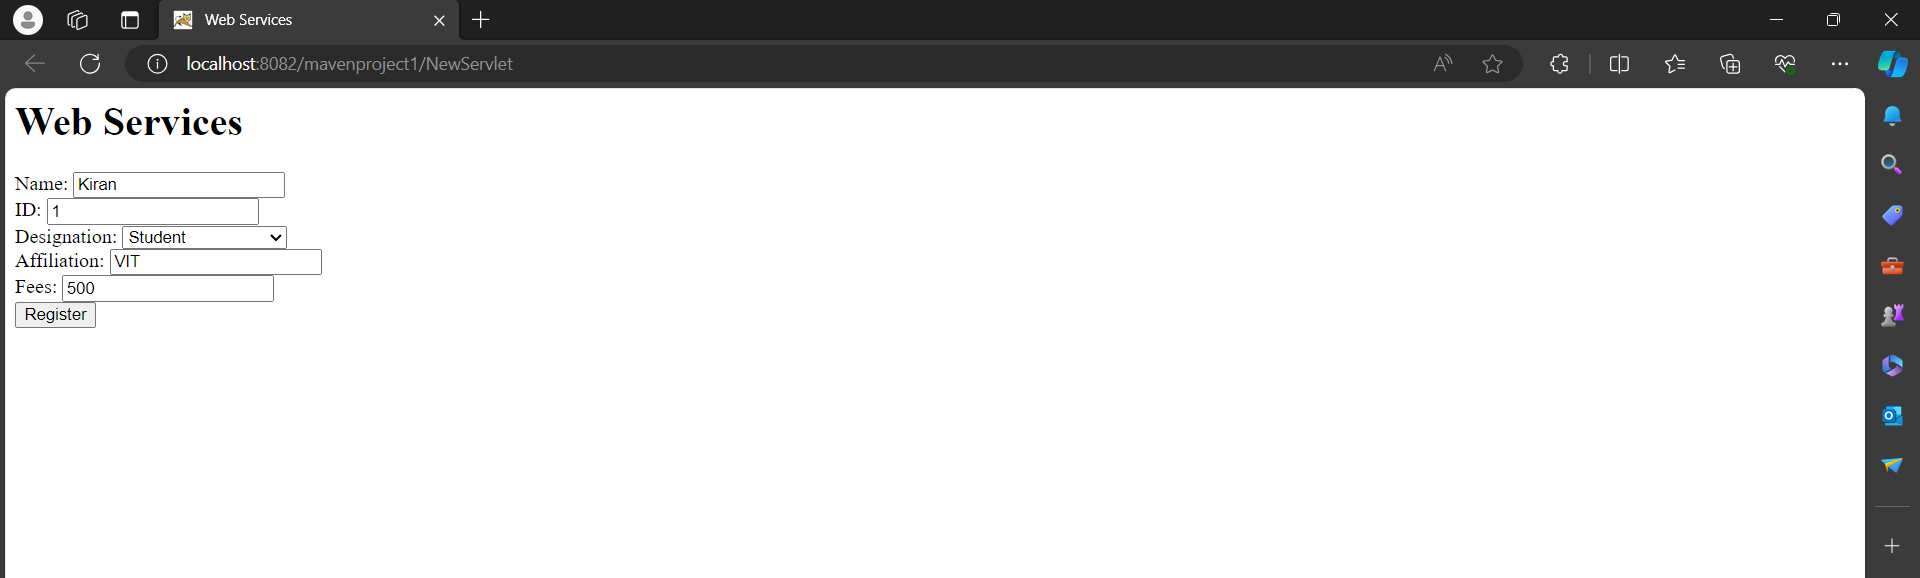 Web Services
localhost:8082/mavenproject1/NewServlet
Web Services
Name: Kiran
ID: 1
Designation: Student
Affiliation: VIT
Fees: 500
Register